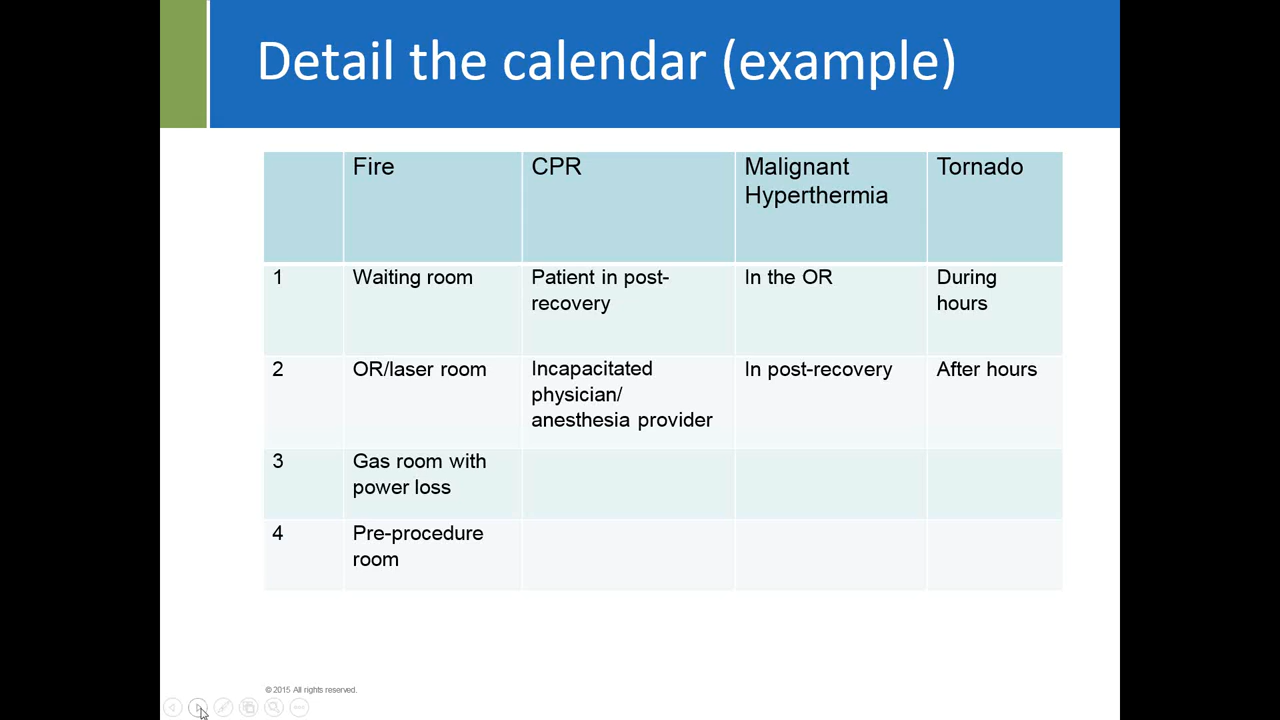 Detail the calendar (example)
Fire
CPR
Malignant
Hyperthermia
Tornado
1
Waiting room
Patient in post-
recovery
In the OR
During
hours
2
OR/laser room
Incapacitated
physician/
anesthesia provider
In post-recovery
After hours
3
Gas room with
power loss
4
Pre-procedure
room
© 2015 All rights reserved.